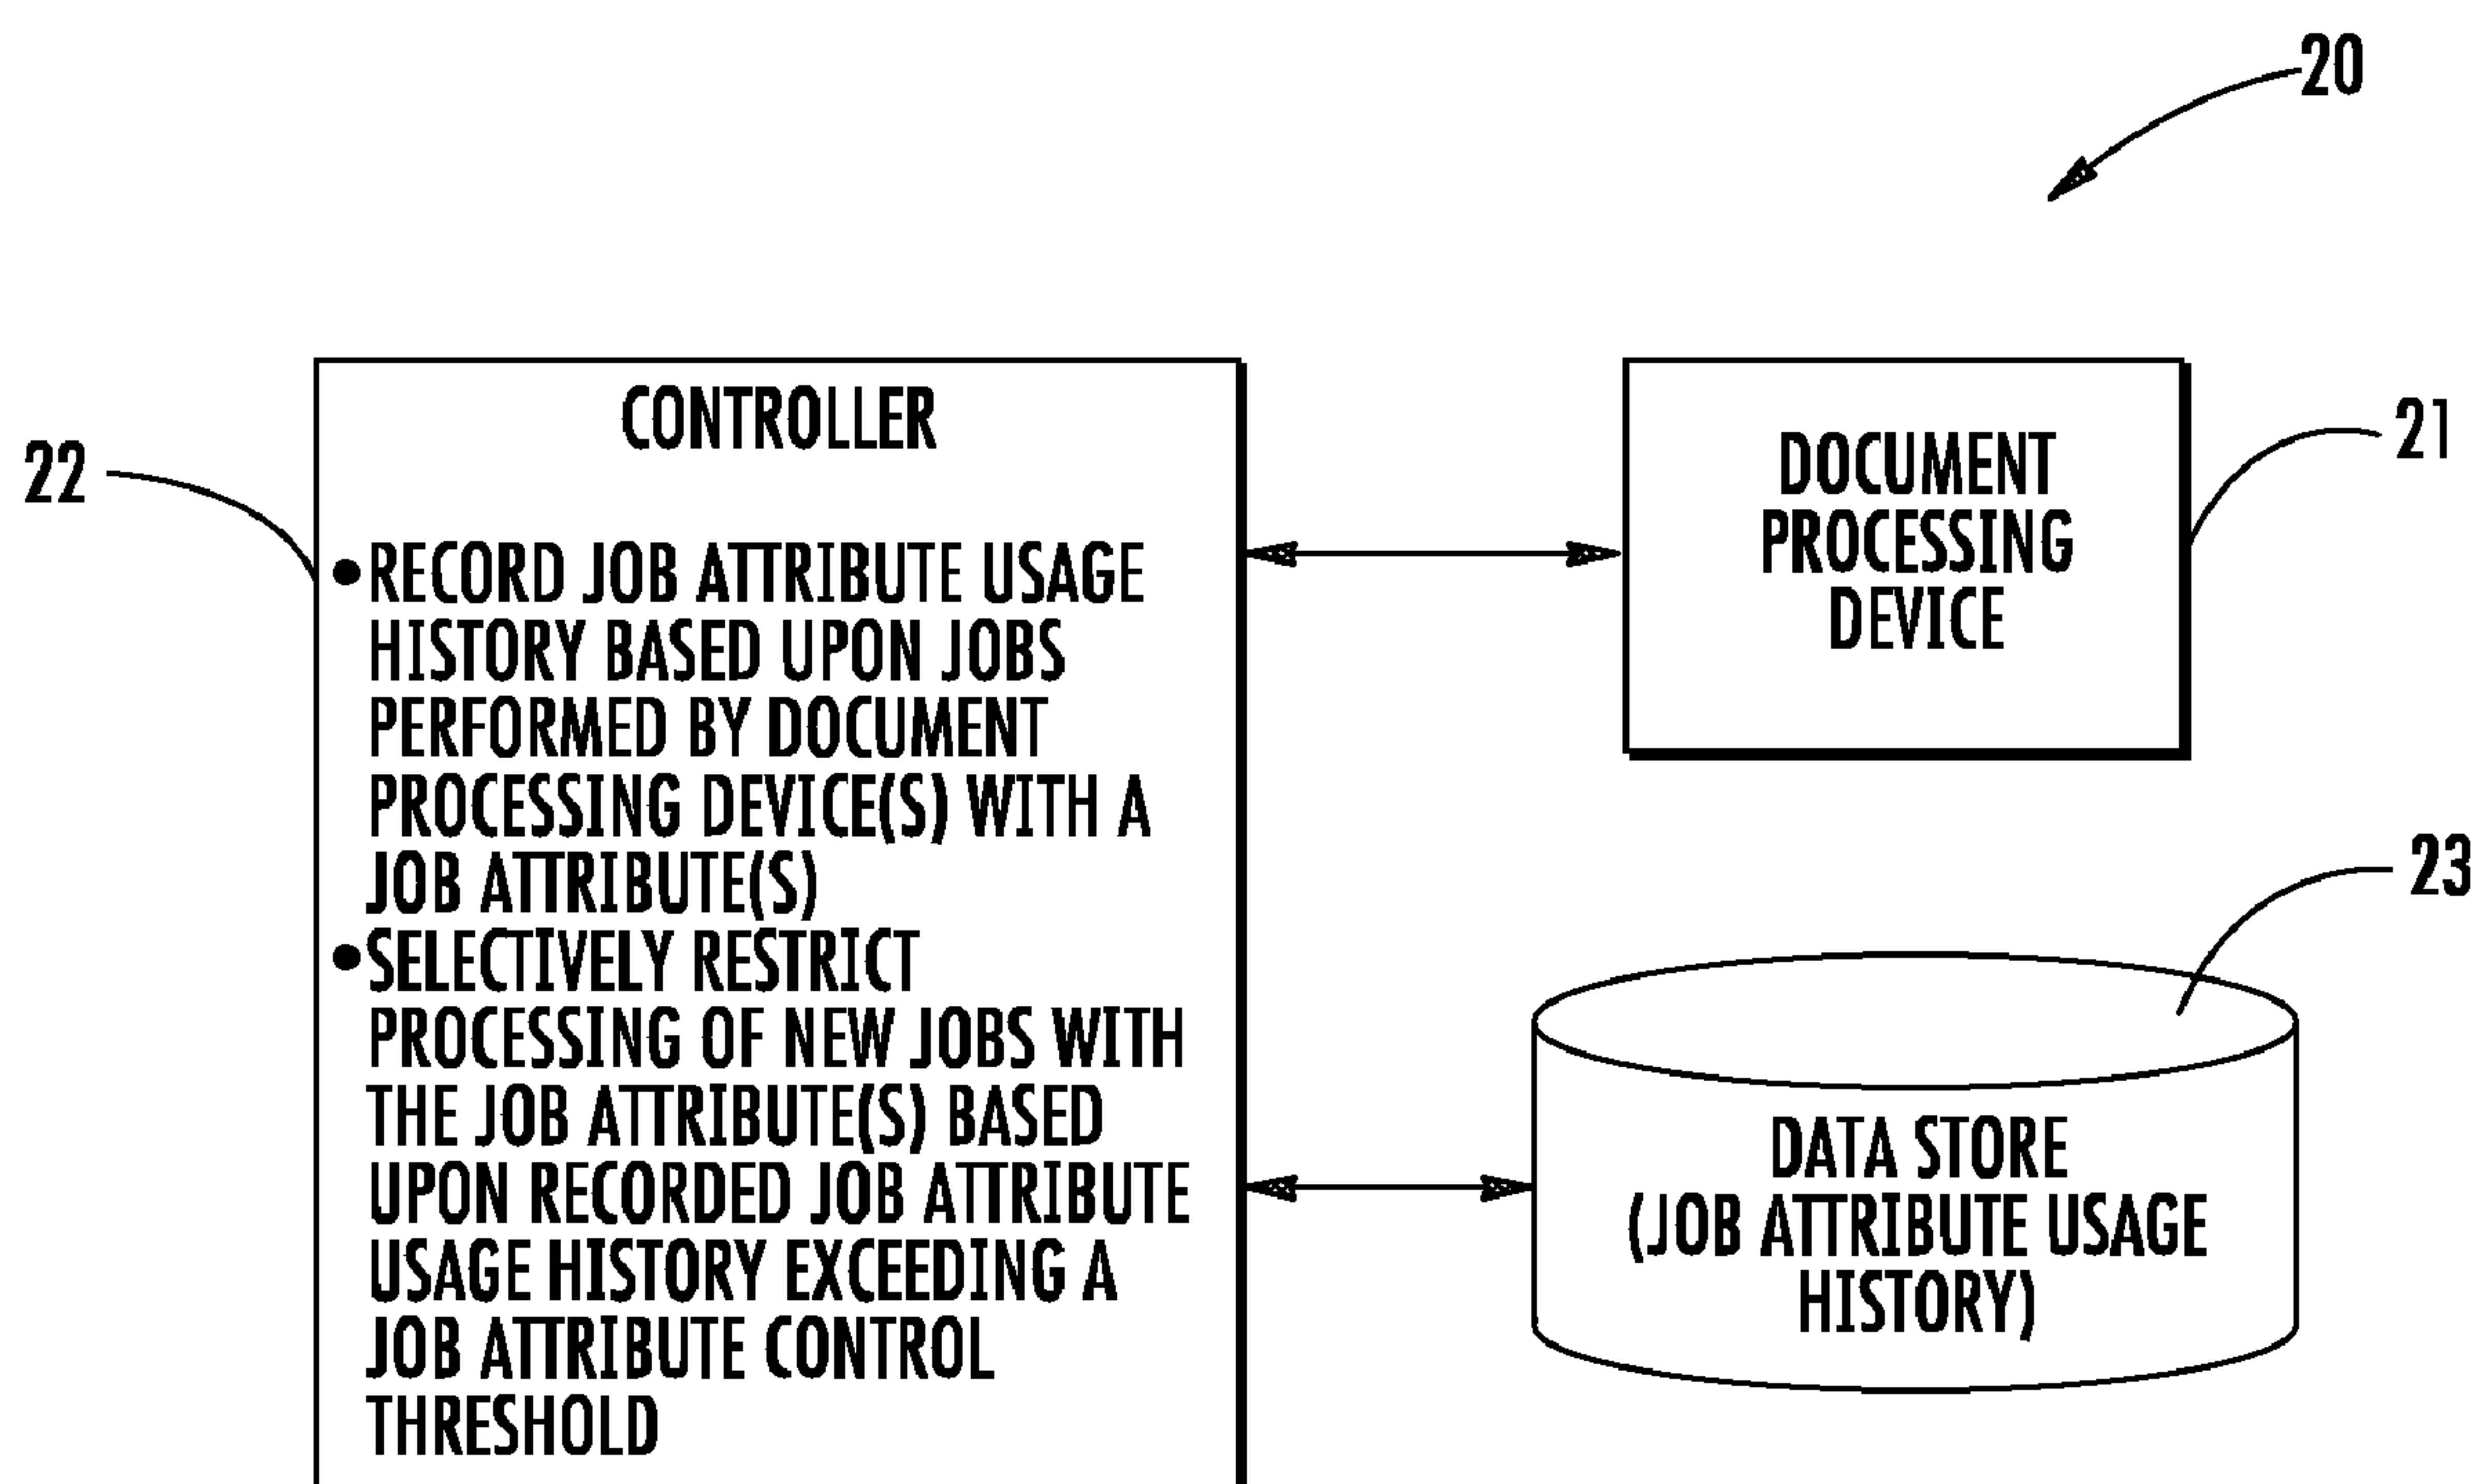 20
CONTROLLER
22
● RECORD JOB ATTRIBUTE USAGE
HISTORY BASED UPON JOBS
PERFORMED BY DOCUMENT
PROCESSING DEVICE(S) WITH A
JOB ATTRIBUTE(S)
● SELECTIVELY RESTRICT
PROCESSING OF NEW JOBS WITH
THE JOB ATTRIBUTE(S) BASED
UPON RECORDED JOB ATTRIBUTE
USAGE HISTORY EXCEEDING A
JOB ATTRIBUTE CONTROL
THRESHOLD
DOCUMENT
PROCESSING
DEVICE
21
23
DATA STORE
(JOB ATTRIBUTE USAGE
HISTORY)